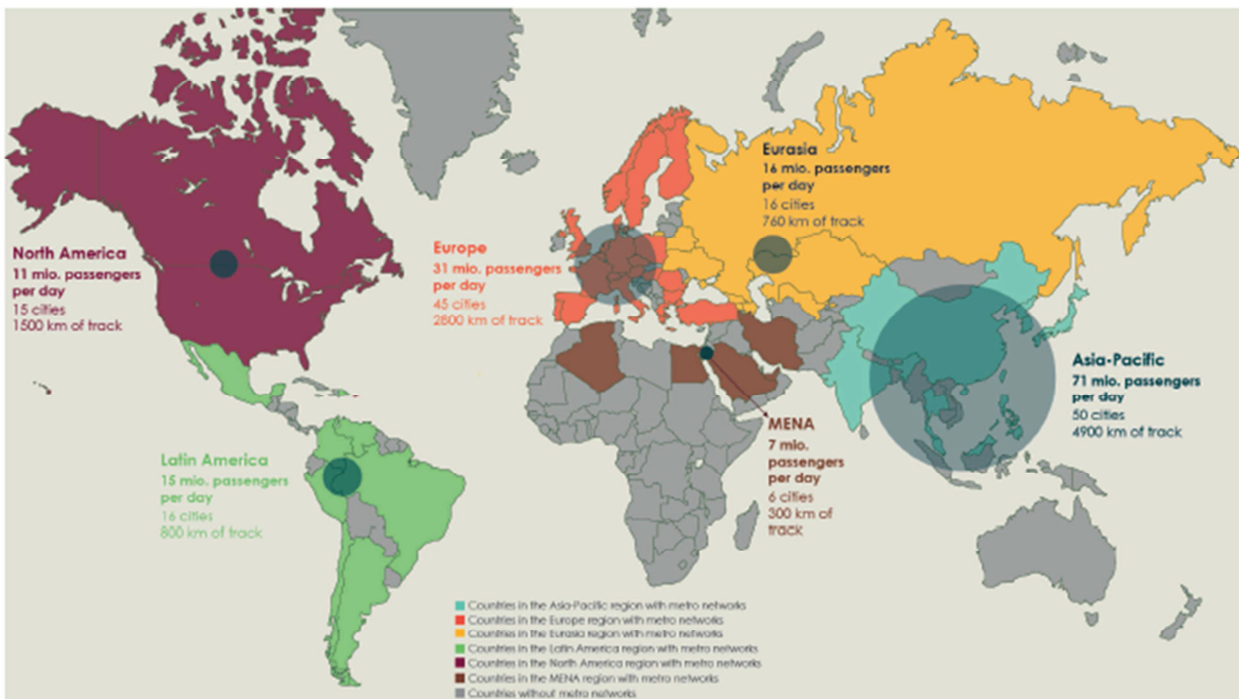 North America
11 mio. passengers
per day
15 cities
1500 km of track
Latin America
15 mio. passengers
per day
16 cities
800 km of track
Europe
31 mio. passengers
per day
45 cities
2800 km of track
Eurasia
16 mio. passengers
per day
16 cities
760 km of track
MENA
7 mio.
passengers
per day
6 cities
300 km of
track
Asia-Pacific
71 mio. passengers
per day
50 cities
4900 km of track
Countries in the Asia-Pacific region with metro networks
Countries in the Europe region with metro networks
Countries in the Eurasia region with metro networks
Countries in the Latin America region with metro networks
Countries in the North America region with metro networks
Countries in the MENA region with metro networks
Countries without metro networks